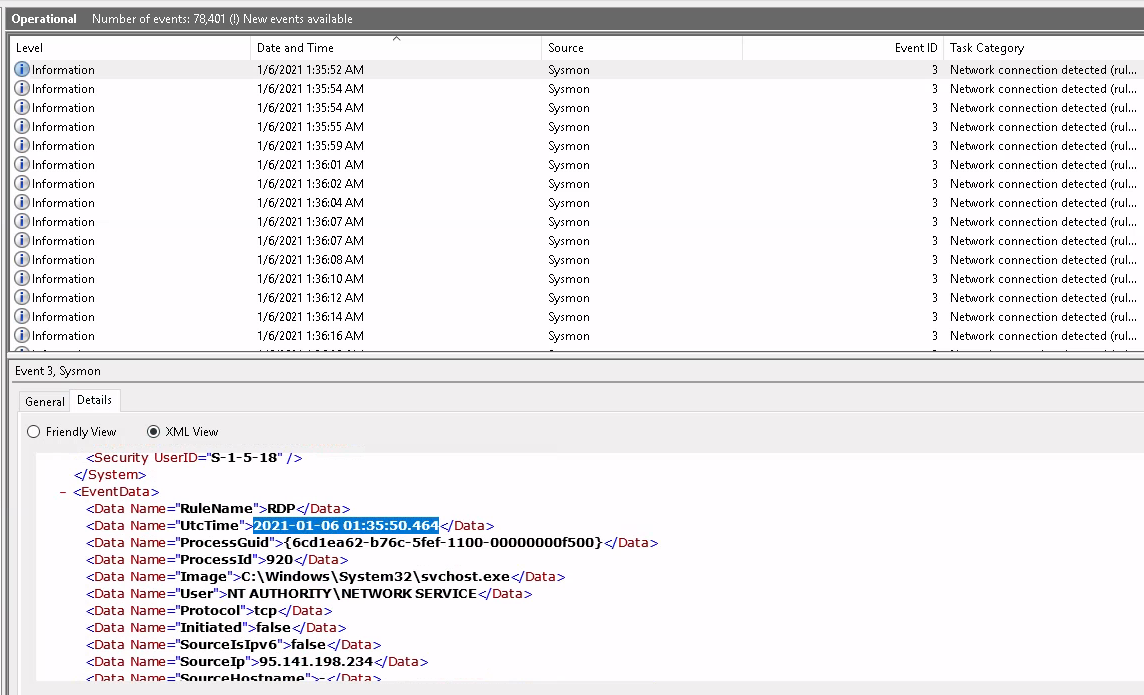 Operational Number of events: 78,401 (!) New events available
Level Date and Time Source Event ID Task Category
Information 1/6/2021 1:35:52 AM Sysmon 3 Network connection detected (rul...
Information 1/6/2021 1:35:54 AM Sysmon 3 Network connection detected (rul...
Information 1/6/2021 1:35:54 AM Sysmon 3 Network connection detected (rul...
Information 1/6/2021 1:35:55 AM Sysmon 3 Network connection detected (rul...
Information 1/6/2021 1:35:59 AM Sysmon 3 Network connection detected (rul...
Information 1/6/2021 1:36:01 AM Sysmon 3 Network connection detected (rul...
Information 1/6/2021 1:36:02 AM Sysmon 3 Network connection detected (rul...
Information 1/6/2021 1:36:04 AM Sysmon 3 Network connection detected (rul...
Information 1/6/2021 1:36:07 AM Sysmon 3 Network connection detected (rul...
Information 1/6/2021 1:36:07 AM Sysmon 3 Network connection detected (rul...
Information 1/6/2021 1:36:08 AM Sysmon 3 Network connection detected (rul...
Information 1/6/2021 1:36:10 AM Sysmon 3 Network connection detected (rul...
Information 1/6/2021 1:36:12 AM Sysmon 3 Network connection detected (rul...
Information 1/6/2021 1:36:14 AM Sysmon 3 Network connection detected (rul...
Information 1/6/2021 1:36:16 AM Sysmon 3 Network connection detected (rul...
Event 3, Sysmon
General Details
Friendly View XML View
<Security UserID="S-1-5-18" />
</System>
- <EventData>
<Data Name="RuleName">RDP</Data>
<Data Name="UtcTime">2021-01-06 01:35:50.464</Data>
<Data Name="ProcessGuid">{6cd1ea62-b76c-5fef-1100-00000000f500}</Data>
<Data Name="ProcessId">920</Data>
<Data Name="Image">C:\Windows\System32\svchost.exe</Data>
<Data Name="User">NT AUTHORITY\NETWORK SERVICE</Data>
<Data Name="Protocol">tcp</Data>
<Data Name="Initiated">false</Data>
<Data Name="SourceIsIpv6">false</Data>
<Data Name="SourceIp">95.141.198.234</Data>
<Data Name="SourceHostname">-</Data>